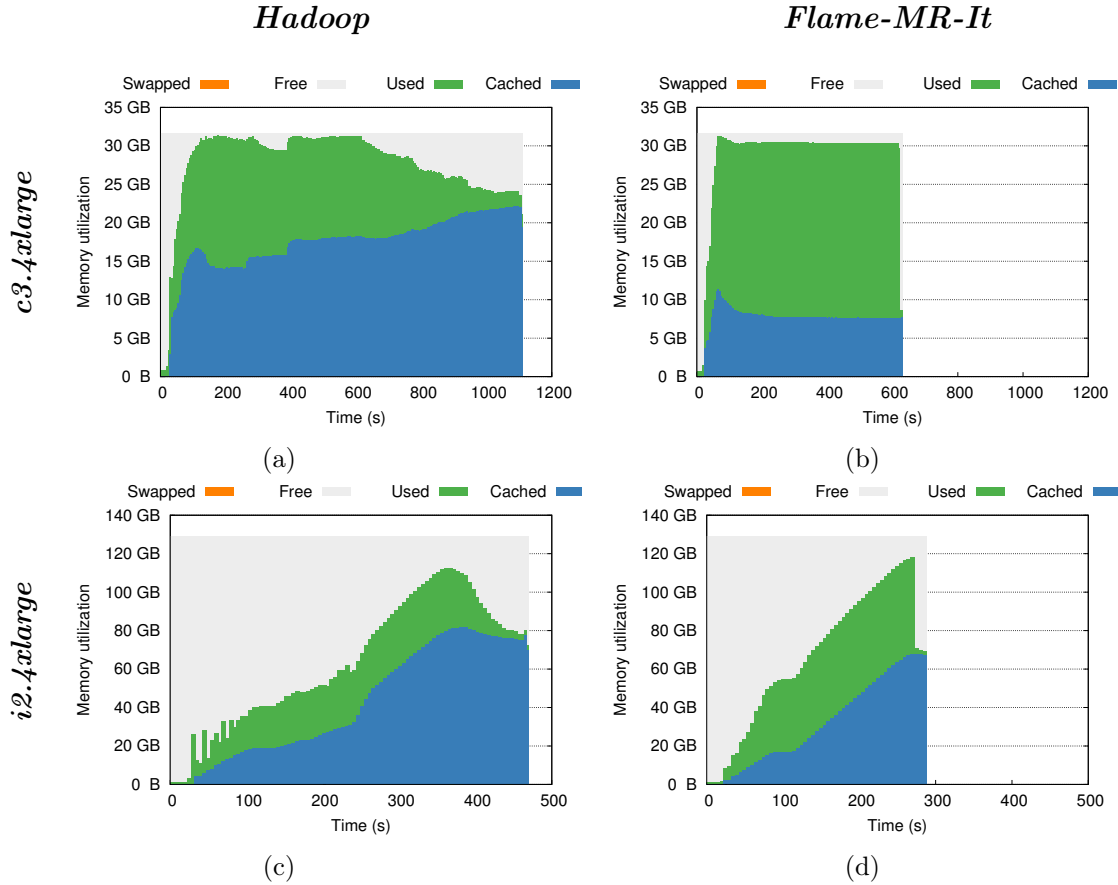 Hadoop Flame-MR-It
c3.4xlarge
Swapped Free Used Cached
Memory utilization
35 GB
30 GB
25 GB
20 GB
15 GB
10 GB
5 GB
0 B
0 200 400 600 800 1000 1200
Time (s)
(a)
Swapped Free Used Cached
Memory utilization
35 GB
30 GB
25 GB
20 GB
15 GB
10 GB
5 GB
0 B
0 200 400 600 800 1000 1200
Time (s)
(b)
i2.4xlarge
Swapped Free Used Cached
Memory utilization
140 GB
120 GB
100 GB
80 GB
60 GB
40 GB
20 GB
0 B
0 100 200 300 400 500
Time (s)
(c)
Swapped Free Used Cached
Memory utilization
140 GB
120 GB
100 GB
80 GB
60 GB
40 GB
20 GB
0 B
0 100 200 300 400 500
Time (s)
(d)